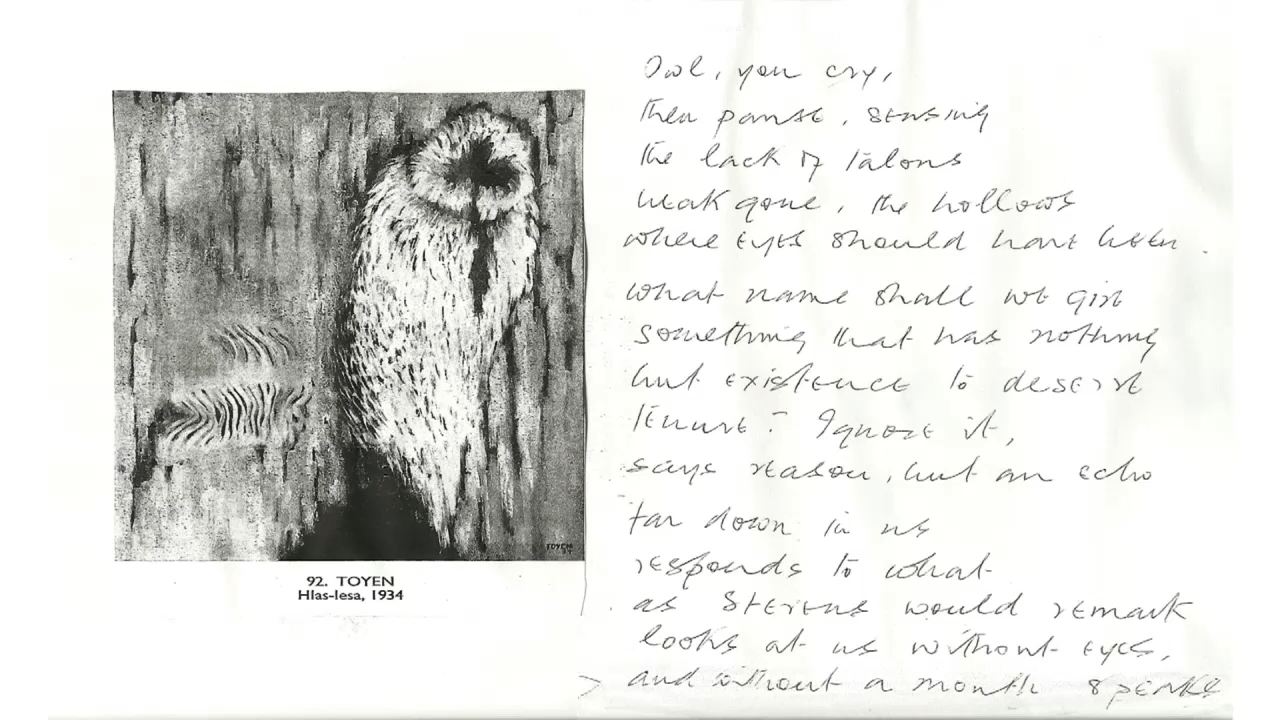 TOYEN
92. TOYEN
Hlas-lesa, 1934
Owl, you cry,
then pause, sensing
the lack of talons
beak gone, the hollows
where eyes should have been.
what name shall we give
something that has nothing
but existence to deserve
tenure? Ignore it,
says reason, but an echo
far down in us
responds to what
as Stevens would remark
looks at us without eyes,
and without a mouth speaks